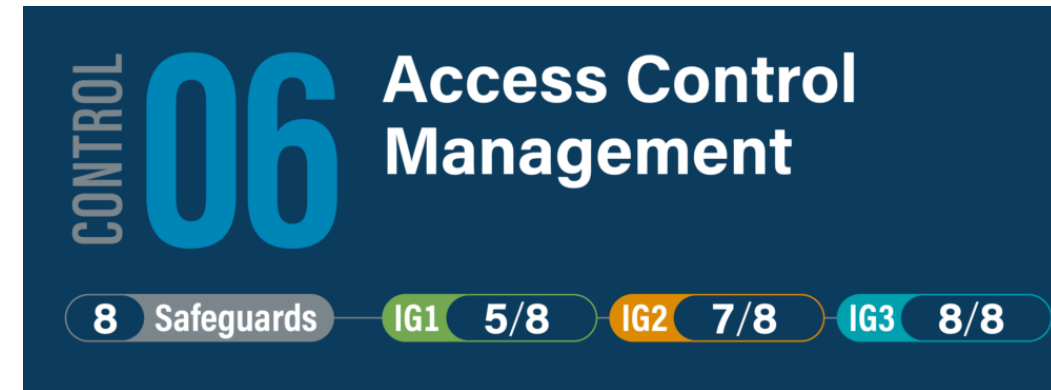 CONTROL
06
Access Control
Management
8 Safeguards IG1 5/8 IG2 7/8 IG3 8/8